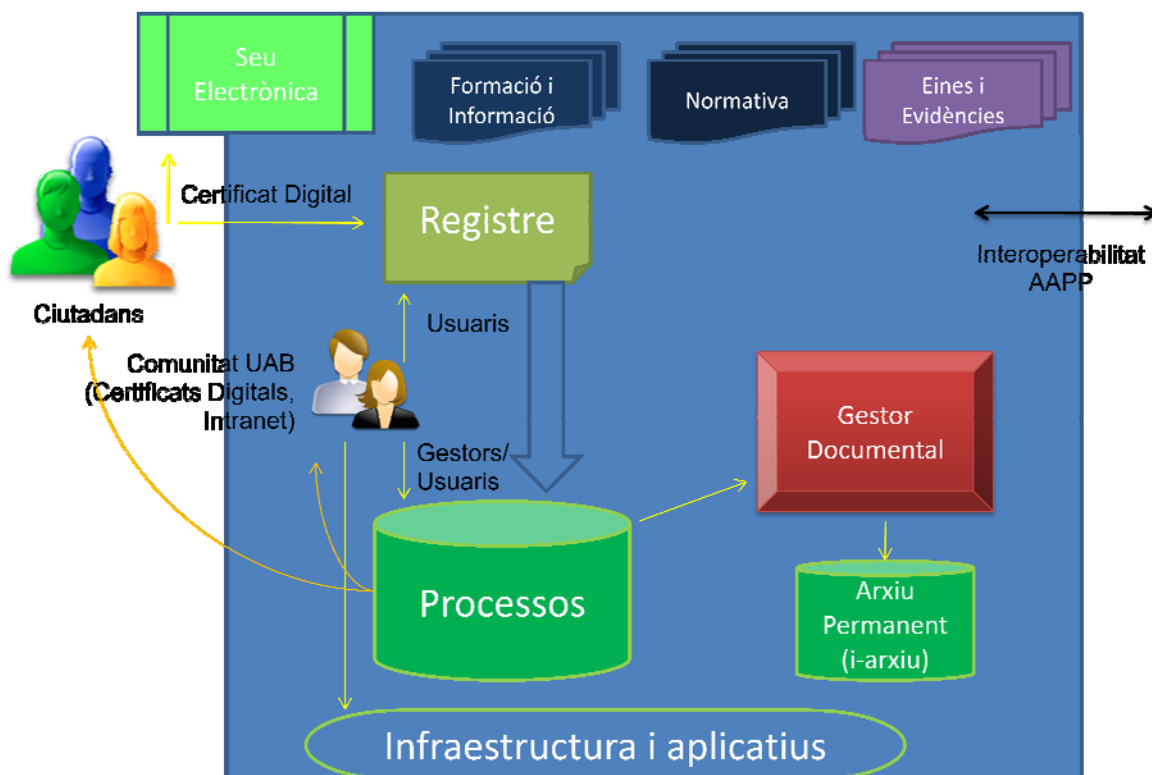 Seu
Electrònica
Formació i
Informació
Normativa
Eines i
Evidències
Certificat Digital
Registre
Interoperabilitat
AAPP
Ciutadans
Usuaris
Comunitat UAB
(Certificats Digitals,
Intranet)
Gestor
Documental
Gestors/
Usuaris
Processos
Arxiu
Permanent
(i-arxiu)
Infraestructura i aplicatius